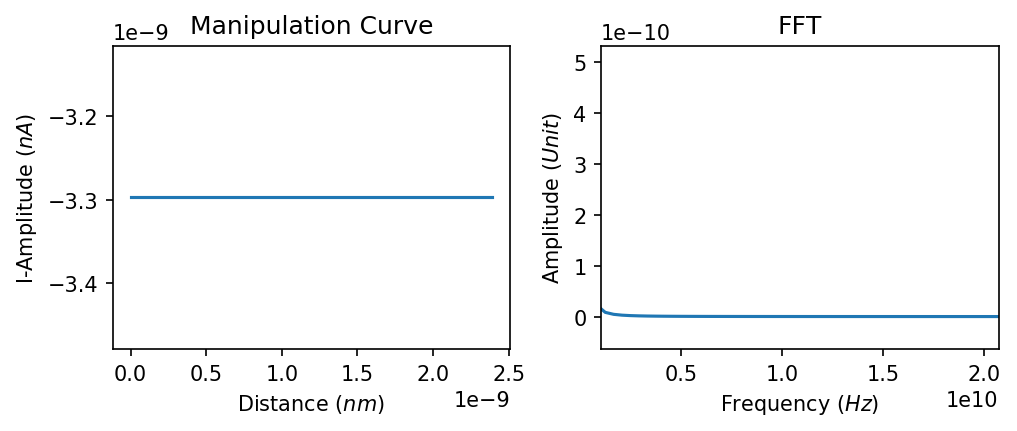 Manipulation Curve
1e−9
−3.2
−3.3
−3.4
I-Amplitude (nA)
0.0 0.5 1.0 1.5 2.0 2.5
Distance (nm)
1e−9
FFT
1e−10
5
4
3
2
1
0
Amplitude (Unit)
0.5 1.0 1.5 2.0
Frequency (Hz)
1e10